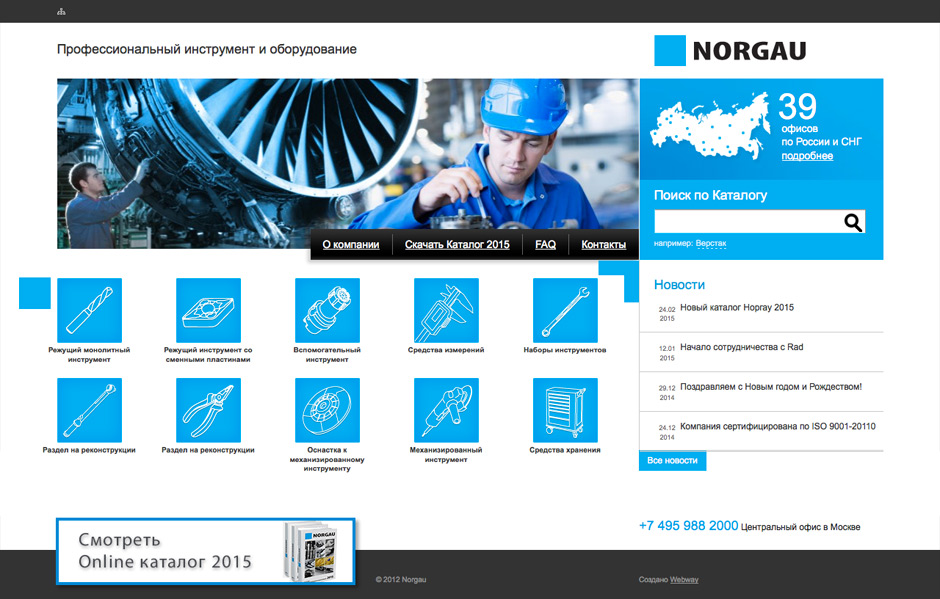 Профессиональный инструмент и оборудование
NORGAU
39
офисов
по России и СНГ
подробнее
Поиск по Каталогу
например: Верстак
О компании
Скачать Каталог 2015
FAQ
Контакты
Режущий монолитный
инструмент
Режущий инструмент со
сменными пластинами
Вспомогательный
инструмент
Средства измерений
Наборы инструментов
Раздел на реконструкции
Раздел на реконструкции
Оснастка к
механизированному
инструменту
Механизированный
инструмент
Средства хранения
Новости
24.02
2015
Новый каталог Норгау 2015
12.01
2015
Начало сотрудничества с Rad
29.12
2014
Поздравляем с Новым годом и Рождеством!
24.12
2014
Компания сертифицирована по ISO 9001-20110
Все новости
+7 495 988 2000 Центральный офис в Москве
Смотреть
Online каталог 2015
NORGAU
© 2012 Norgau
Создано Webway